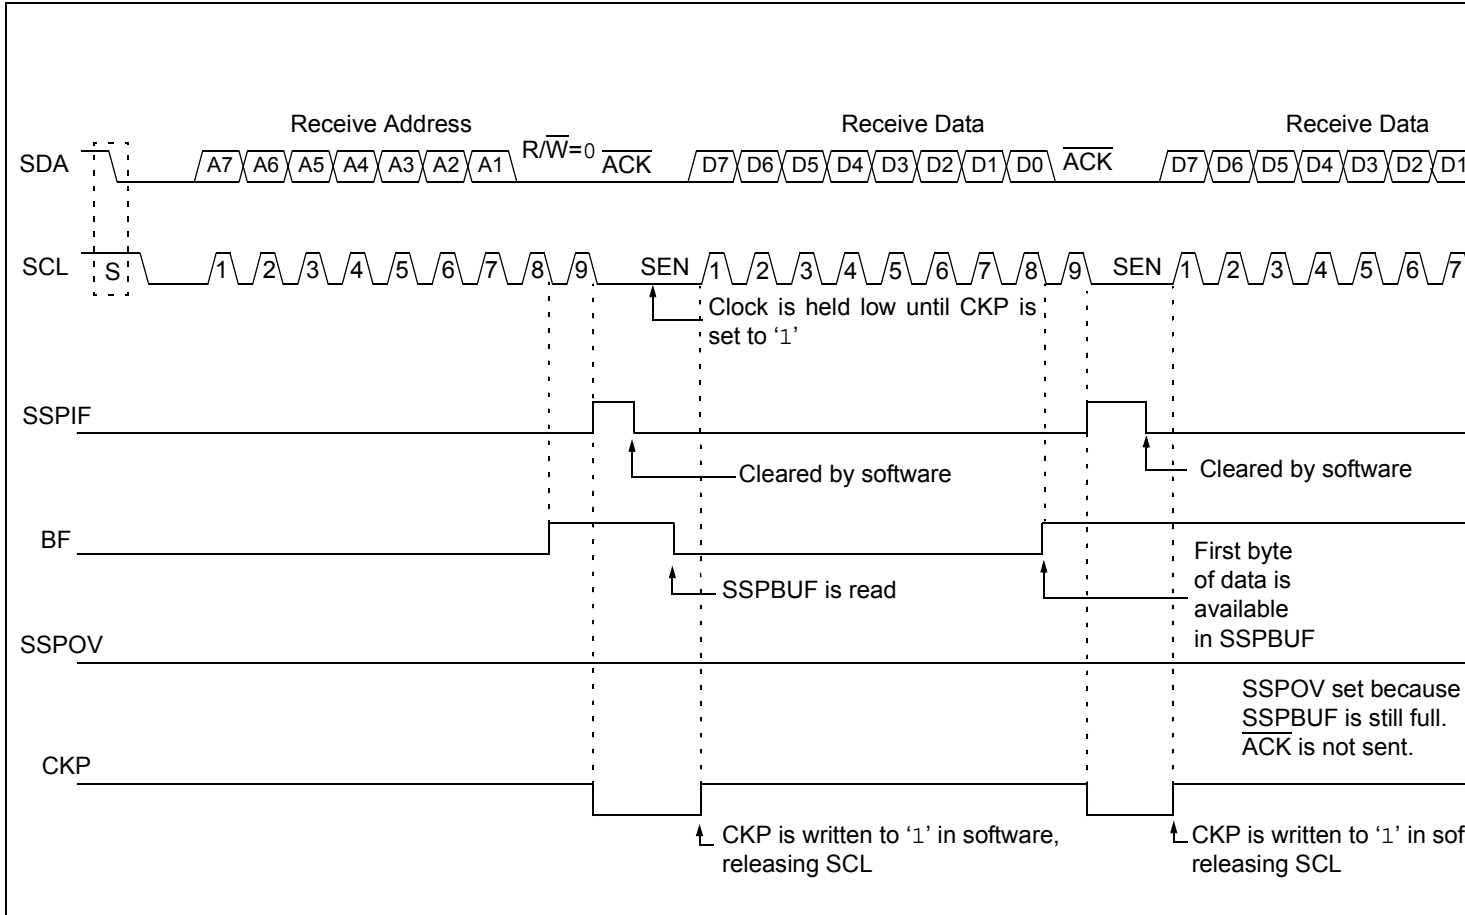 Receive Address Receive Data Receive Data
SDA A7 A6 A5 A4 A3 A2 A1 R/W=0 ACK D7 D6 D5 D4 D3 D2 D1 D0 ACK D7 D6 D5 D4 D3 D2 D1
SCL S 1 2 3 4 5 6 7 8 9 SEN 1 2 3 4 5 6 7 8 9 SEN 1 2 3 4 5 6 7
Clock is held low until CKP is
set to ‘1’
SSPIF
Cleared by software
Cleared by software
BF
SSPBUF is read
First byte
of data is
available
in SSPBUF
SSPOV
SSPOV set because
SSPBUF is still full.
ACK is not sent.
CKP
CKP is written to ‘1’ in software,
releasing SCL
CKP is written to ‘1’ in sof
releasing SCL